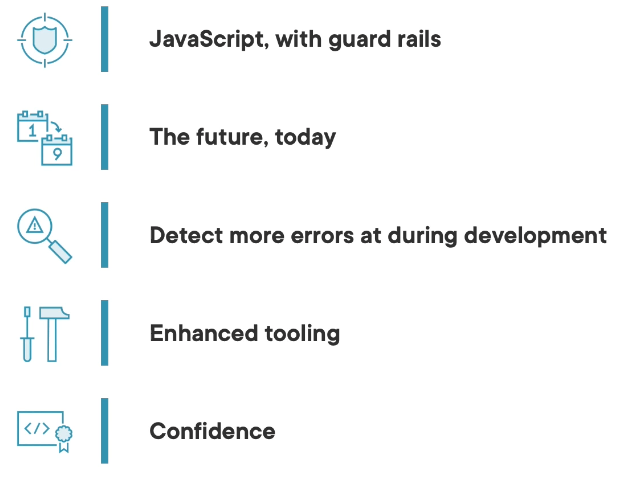 JavaScript, with guard rails
1
9
The future, today
Detect more errors at during development
Enhanced tooling
</>
Confidence